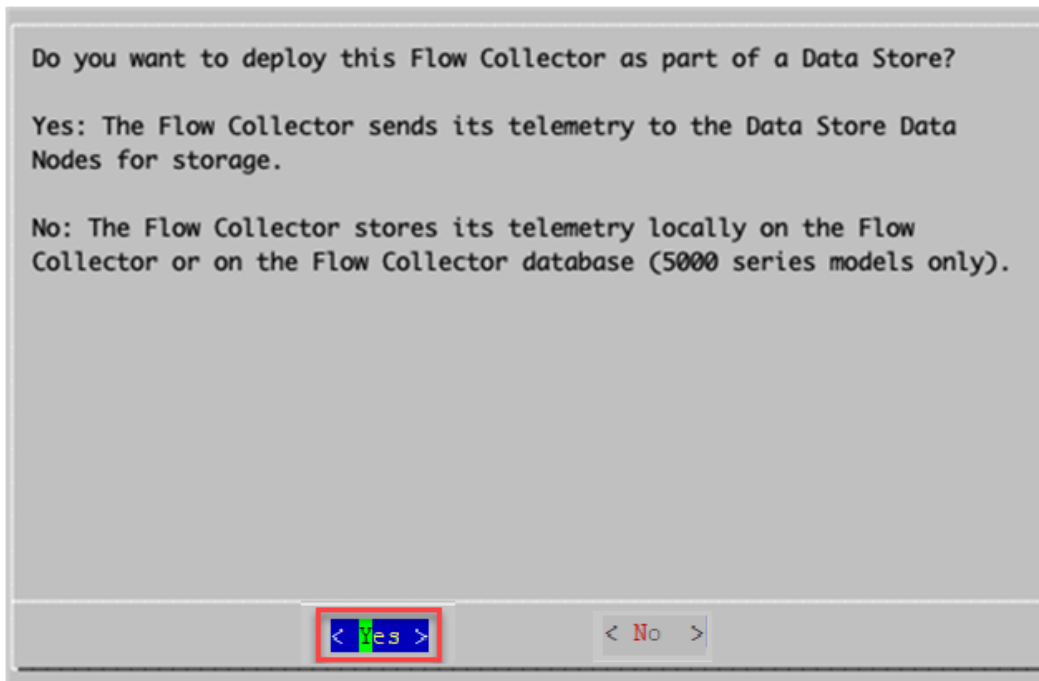 Do you want to deploy this Flow Collector as part of a Data Store?
Yes: The Flow Collector sends its telemetry to the Data Store Data
Nodes for storage.
No: The Flow Collector stores its telemetry locally on the Flow
Collector or on the Flow Collector database (5000 series models only).
< Yes > < No >